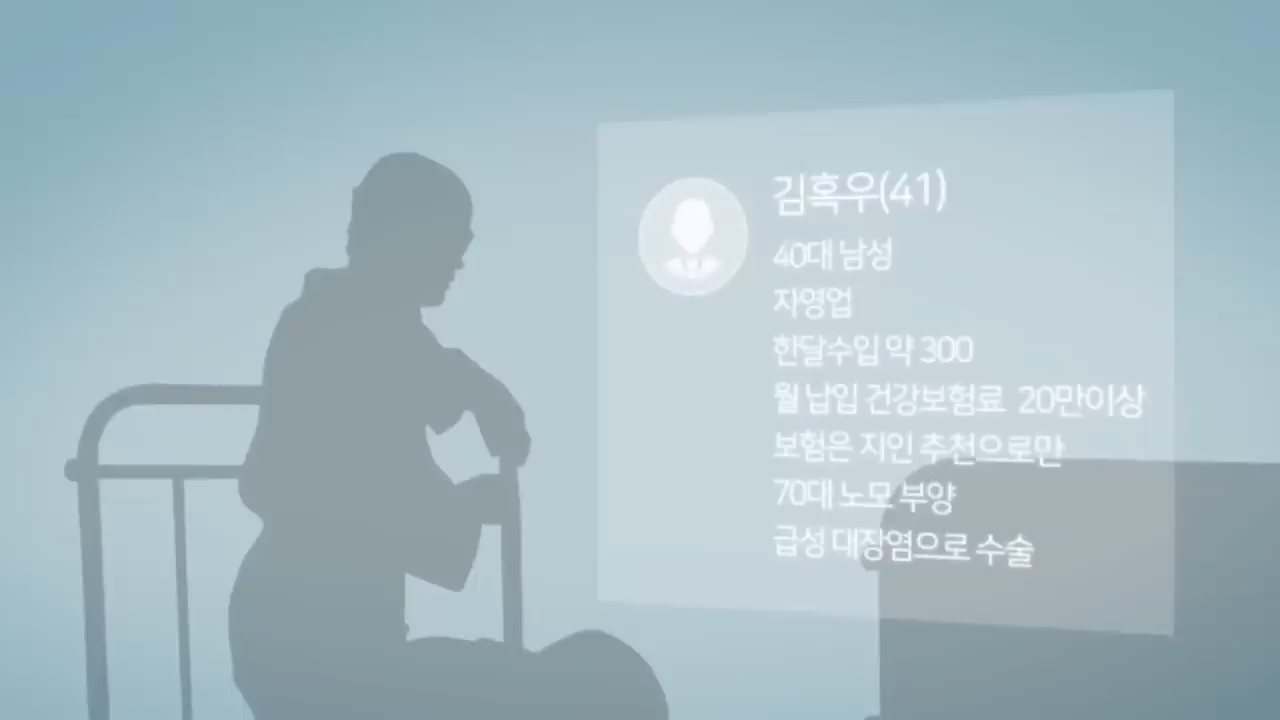 김혹우(41)
40대 남성
자영업
한달수입 약 300
월 납입 건강보험료 20만이상
보험은 지인 추천으로만
70대 노모 부양
급성 대장염으로 수술